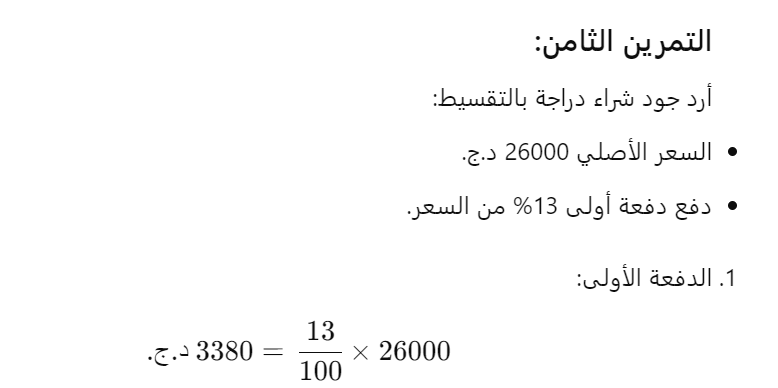 التمرين الثامن:
أرد جود شراء دراجة بالتقسيط:
• السعر الأصلي 26000 د.ج.
• دفع دفعة أولى 13% من السعر.
1. الدفعة الأولى:
26000 × 13/100 = 3380 د.ج.